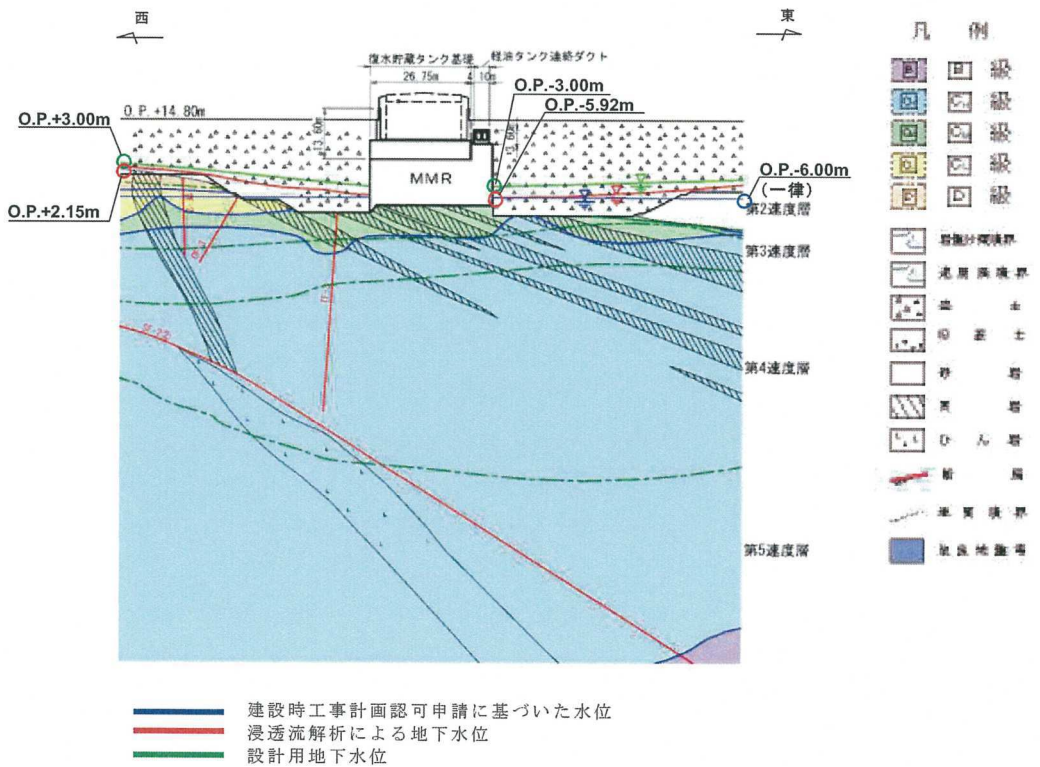 西
東
復水貯蔵タンク基礎
軽油タンク連絡ダクト
26.75m
4.10m
O.P.-3.00m
O.P.-5.92m
O.P.+14.80m
O.P.+3.00m
13.60m
MMR
O.P.-6.00m
(一律)
O.P.+2.15m
第2速度層
第3速度層
第4速度層
第5速度層
凡 例
B B 級
級
級
級
D D 級
土
砂 岩
頁 岩
ひ ん 岩
断 層
建設時工事計画認可申請に基づいた水位
浸透流解析による地下水位
設計用地下水位